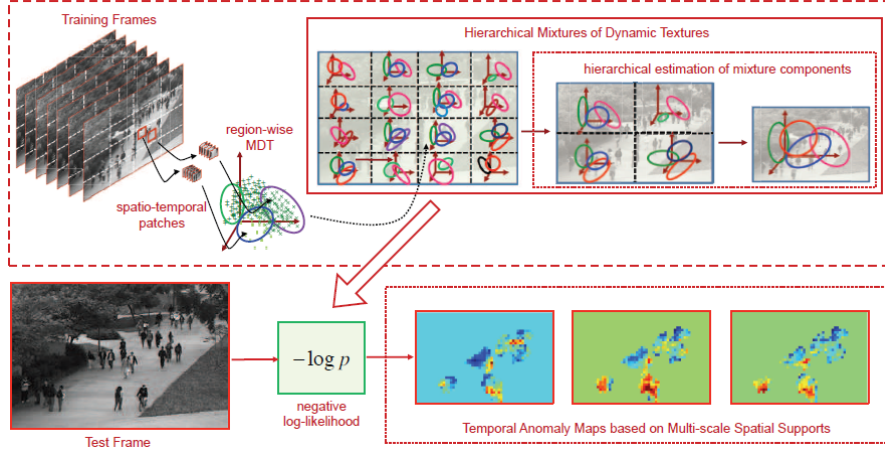 Training Frames
Hierarchical Mixtures of Dynamic Textures
hierarchical estimation of mixture components
region-wise
MDT
spatio-temporal
patches
−log p
negative
log-likelihood
Test Frame
Temporal Anomaly Maps based on Multi-scale Spatial Supports